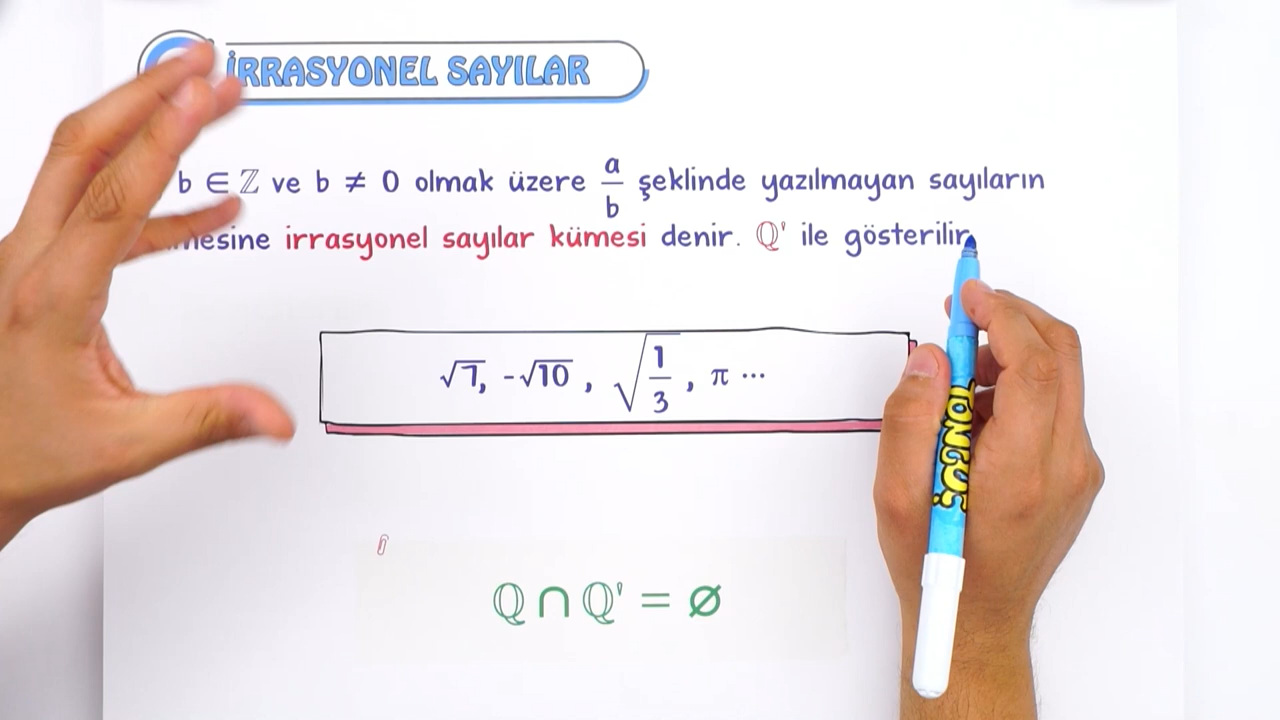 İRRASYONEL SAYILAR
b ∈ ℤ ve b ≠ 0 olmak üzere a/b şeklinde yazılmayan sayıların
irrasyonel sayılar kümesi denir. ℚ' ile gösterilir.
√7, -√10, √(1/3), π ...
ℚ ∩ ℚ' = ∅
TONGUÇ